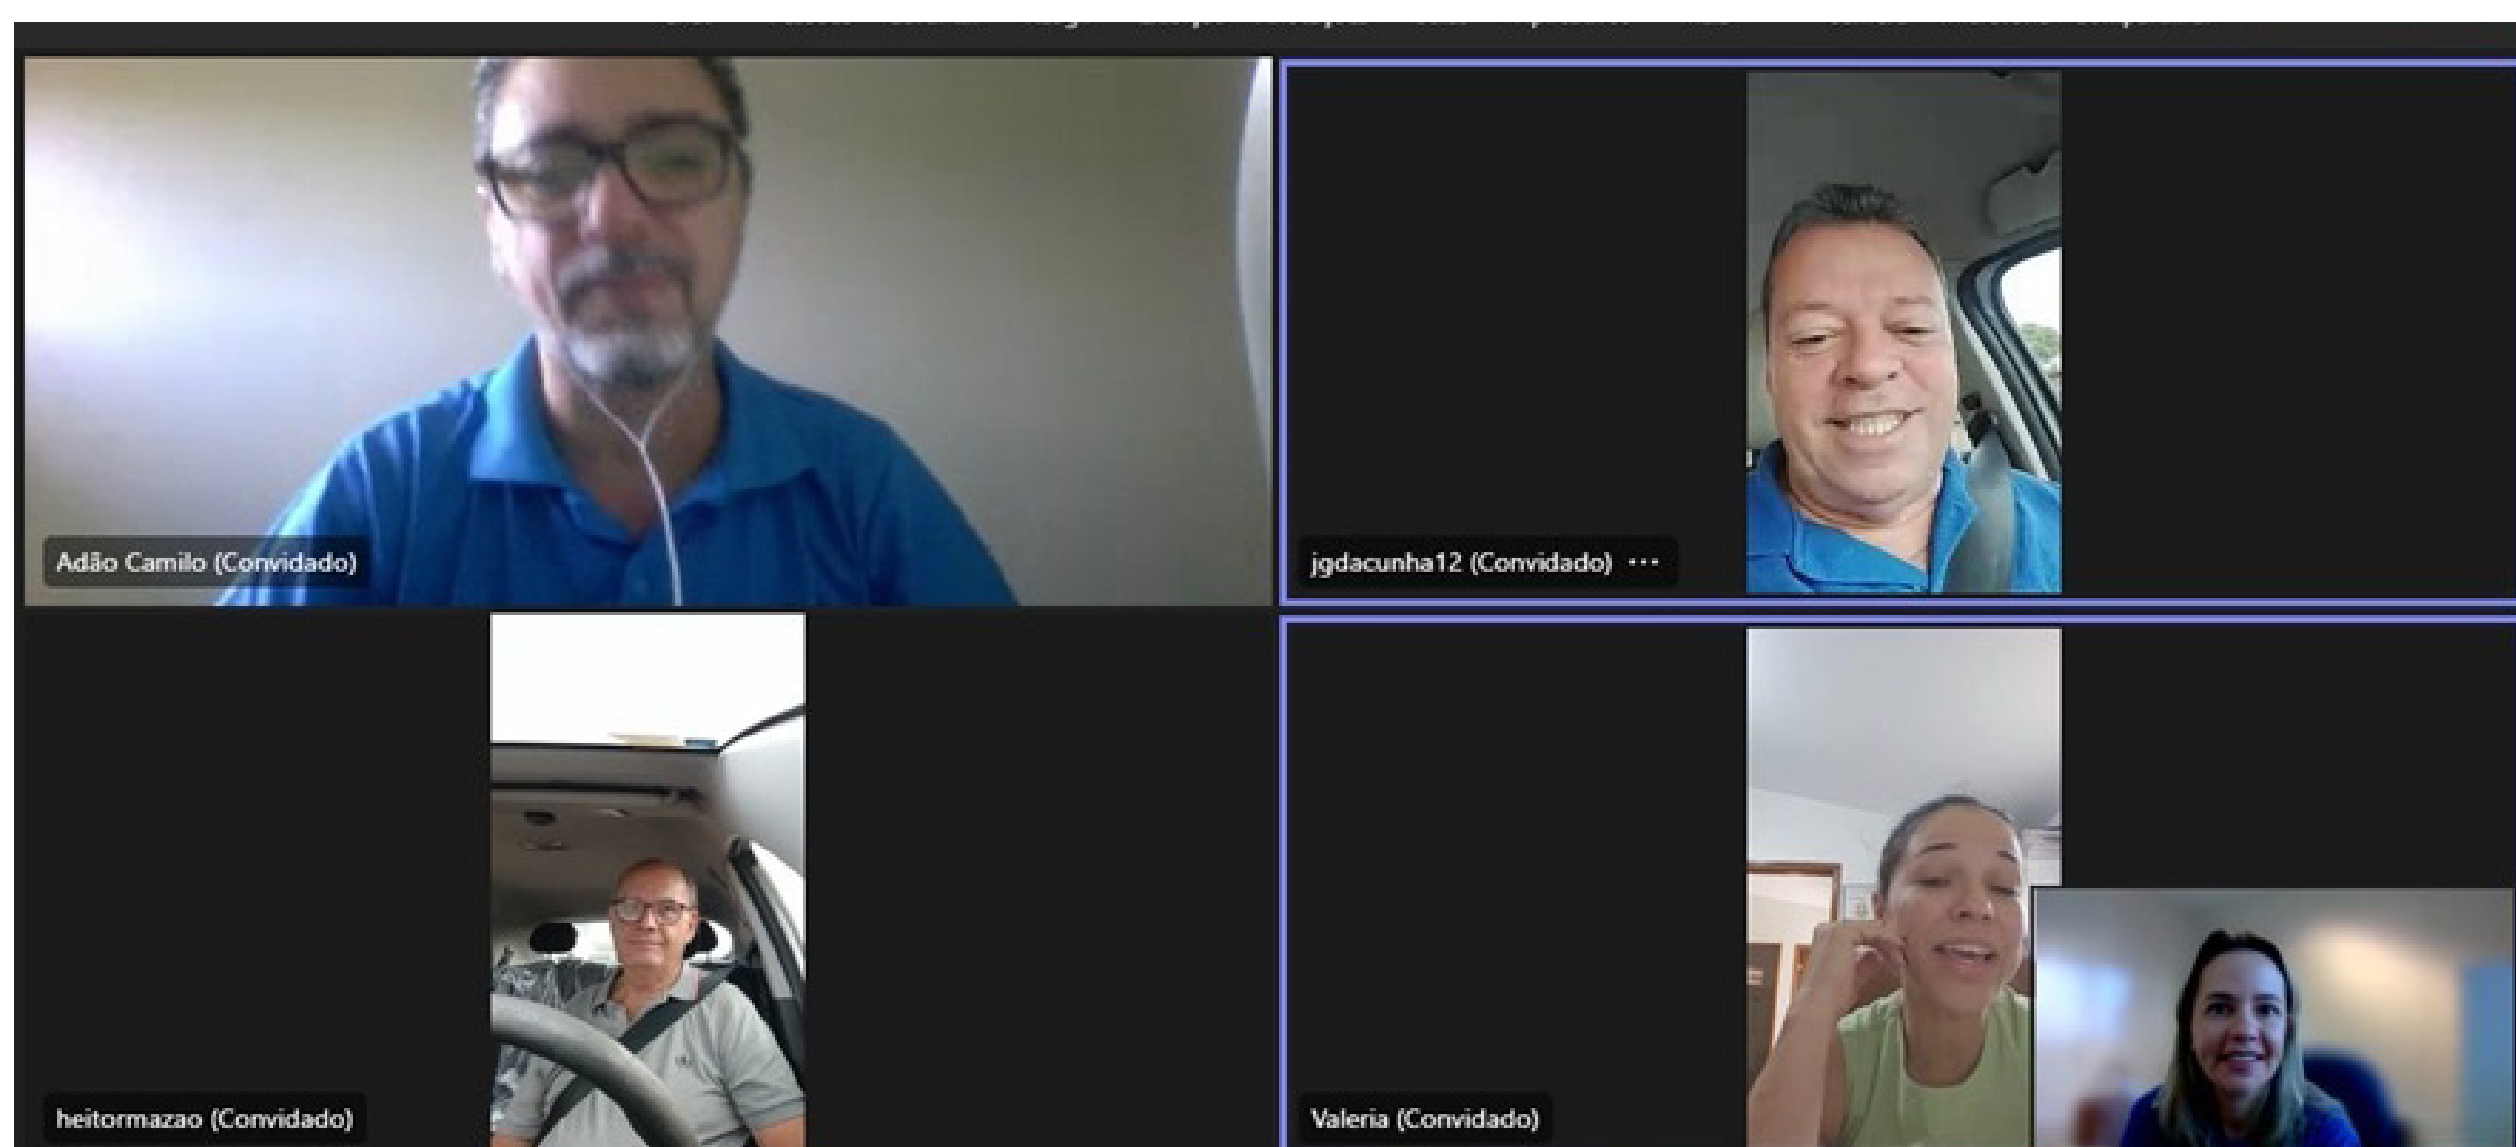 Adão Camilo (Convidado)
jgdacunha12 (Convidado) ···
heitormazao (Convidado)
Valeria (Convidado)